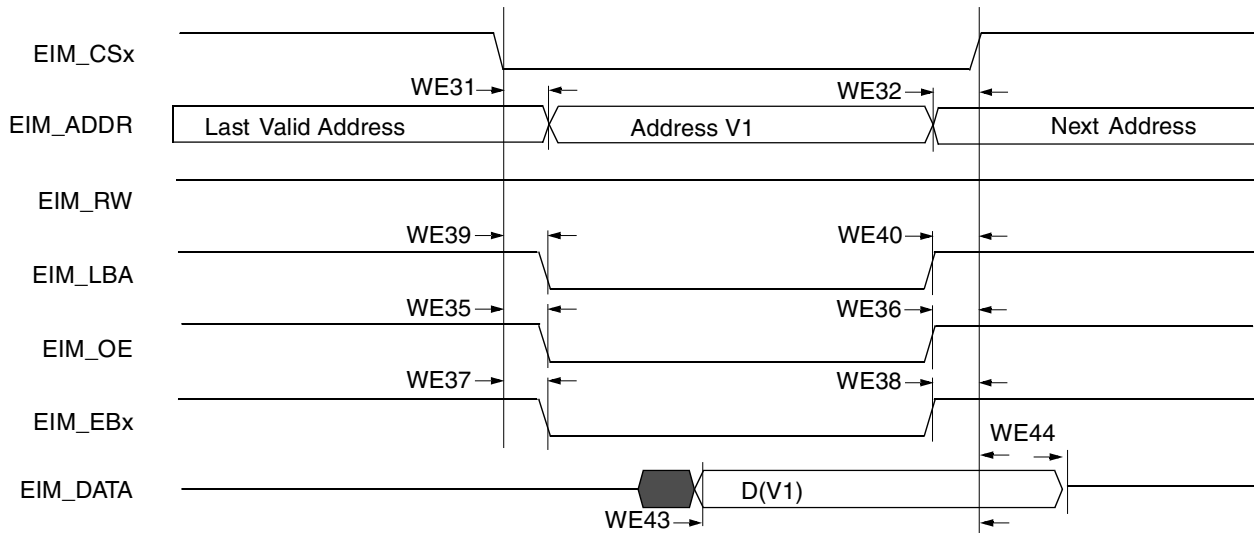 EIM_CSx
WE31
WE32
EIM_ADDR
Last Valid Address
Address V1
Next Address
EIM_RW
WE39
WE40
EIM_LBA
WE35
WE36
EIM_OE
WE37
WE38
EIM_EBx
WE44
EIM_DATA
D(V1)
WE43